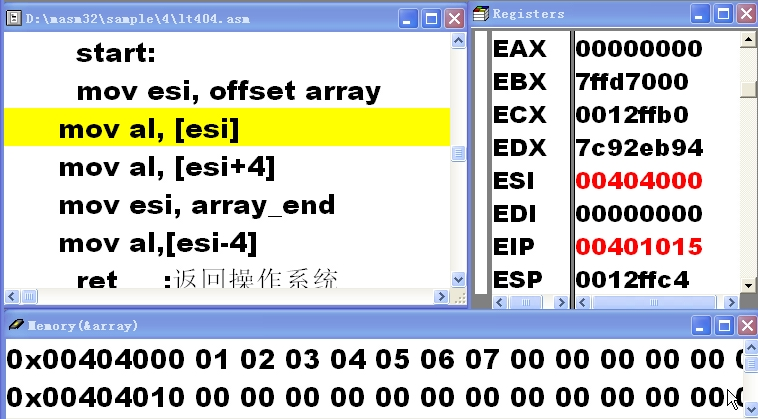 D:\masm32\sample\4\lt404.asm
start:
mov esi, offset array
mov al, [esi]
mov al, [esi+4]
mov esi, array_end
mov al,[esi-4]
ret ;返回操作系统
Registers
EAX 00000000
EBX 7ffd7000
ECX 0012ffb0
EDX 7c92eb94
ESI 00404000
EDI 00000000
EIP 00401015
ESP 0012ffc4
Memory(&array)
0x00404000 01 02 03 04 05 06 07 00 00 00 00 00
0x00404010 00 00 00 00 00 00 00 00 00 00 00 00